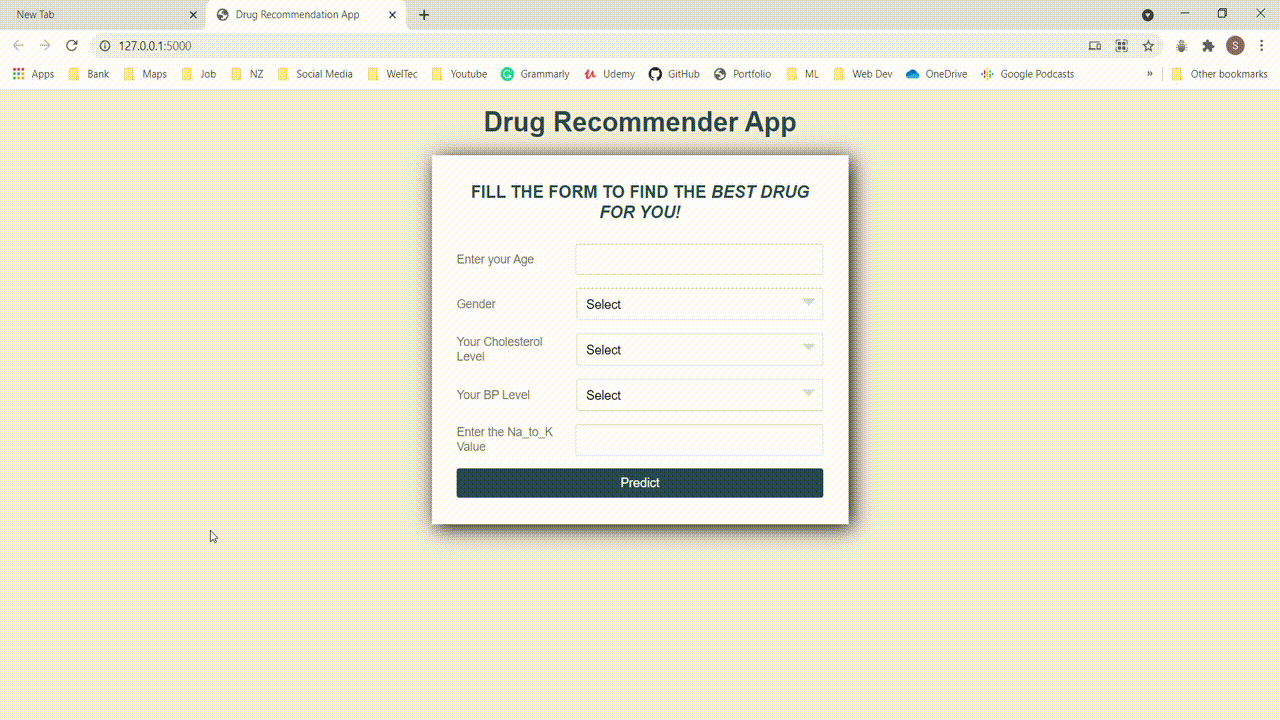 New Tab
Drug Recommendation App
127.0.0.1:5000
S
Apps Bank Maps Job NZ Social Media WelTec Youtube Grammarly Udemy GitHub Portfolio ML Web Dev OneDrive Google Podcasts » Other bookmarks
Drug Recommender App
FILL THE FORM TO FIND THE BEST DRUG
FOR YOU!
Enter your Age
Gender Select
Your Cholesterol
Level
Select
Your BP Level Select
Enter the Na_to_K
Value
Predict